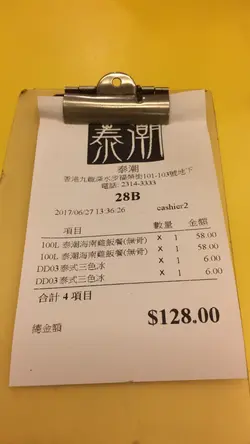 泰潮
泰潮
香港九龍深水埗福榮街101-103號地下
電話: 2314-3333
28B
2017/06/27 13:36:26 cashier2
項目 數量 金額
100L 泰潮海南雞飯餐(無骨) X 1 58.00
100L 泰潮海南雞飯餐(無骨) X 1 58.00
DD03 泰式三色冰 X 1 6.00
DD03 泰式三色冰 X 1 6.00
合計 4 項目
總金額 $128.00